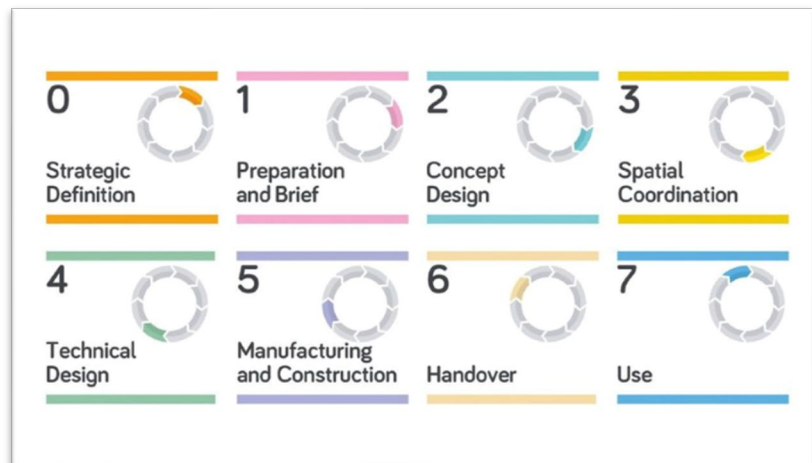 0
Strategic
Definition
1
Preparation
and Brief
2
Concept
Design
3
Spatial
Coordination
4
Technical
Design
5
Manufacturing
and Construction
6
Handover
7
Use